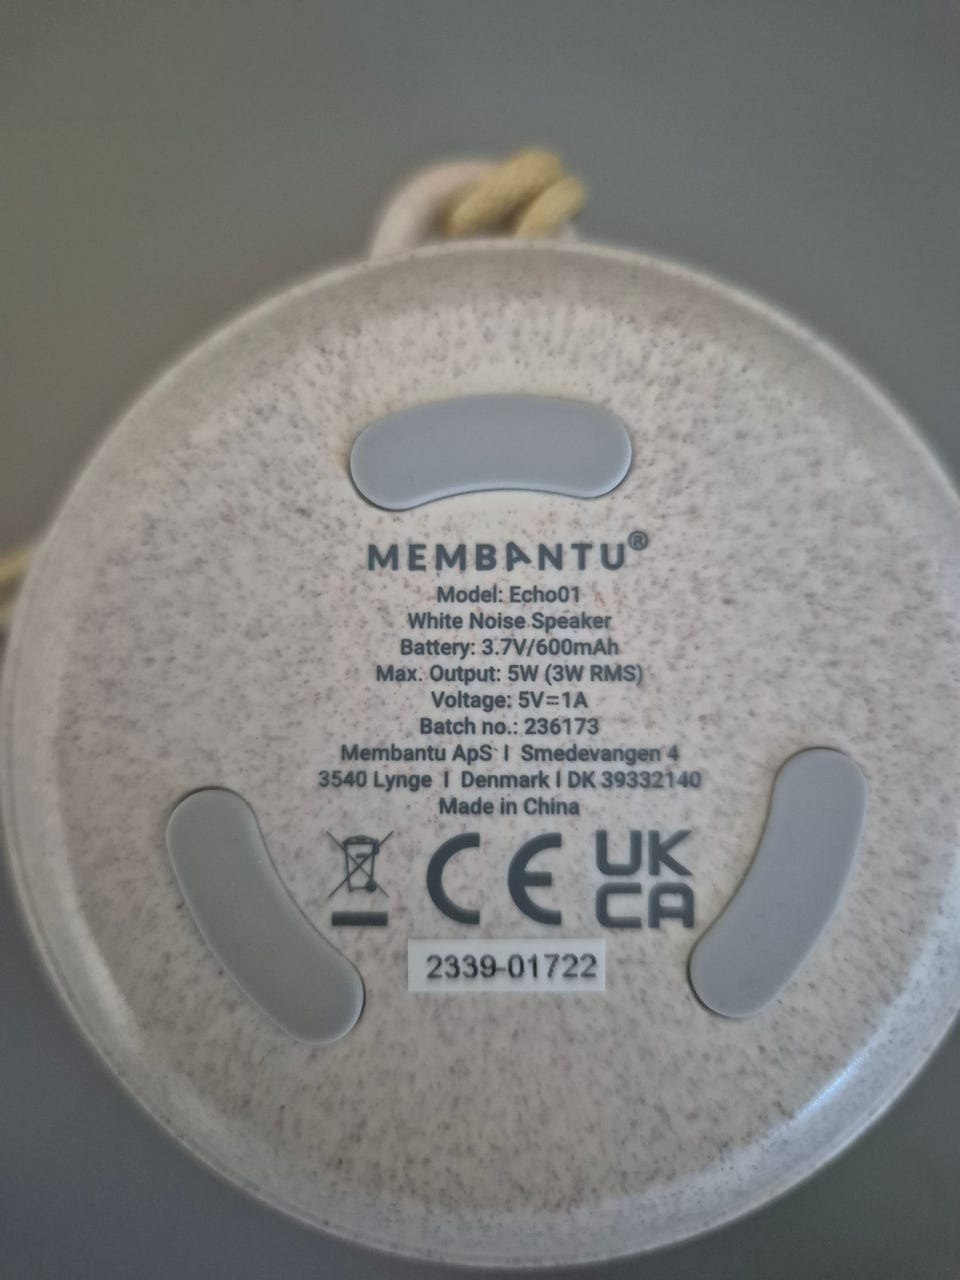 MEMBANTU®
Model: Echo01
White Noise Speaker
Battery: 3.7V/600mAh
Max. Output: 5W (3W RMS)
Voltage: 5V=1A
Batch no.: 236173
Membantu ApS I Smedevangen 4
3540 Lynge I Denmark I DK 39332140
Made in China
CE UK CA
2339-01722